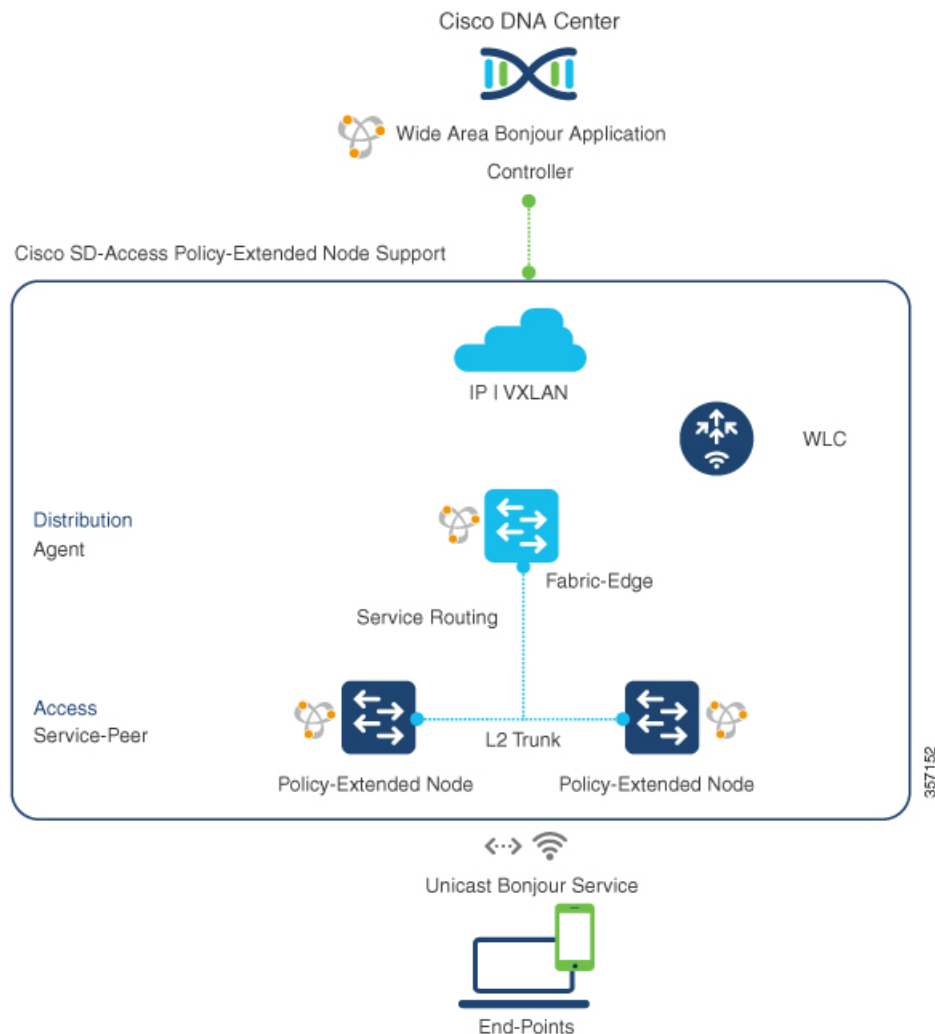 Cisco DNA Center
Wide Area Bonjour Application
Controller
Cisco SD-Access Policy-Extended Node Support
IP | VXLAN
WLC
Distribution
Agent
Fabric-Edge
Service Routing
Access
Service-Peer
L2 Trunk
Policy-Extended Node
Policy-Extended Node
357152
Unicast Bonjour Service
End-Points